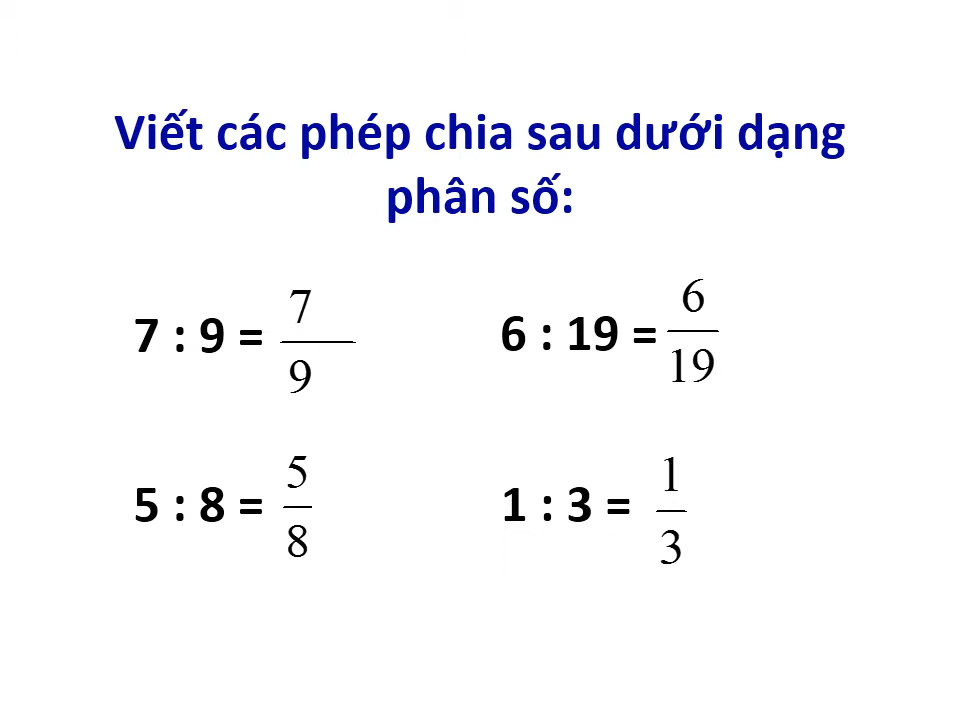 Viết các phép chia sau dưới dạng
phân số:
7 : 9 = 7/9
6 : 19 = 6/19
5 : 8 = 5/8
1 : 3 = 1/3